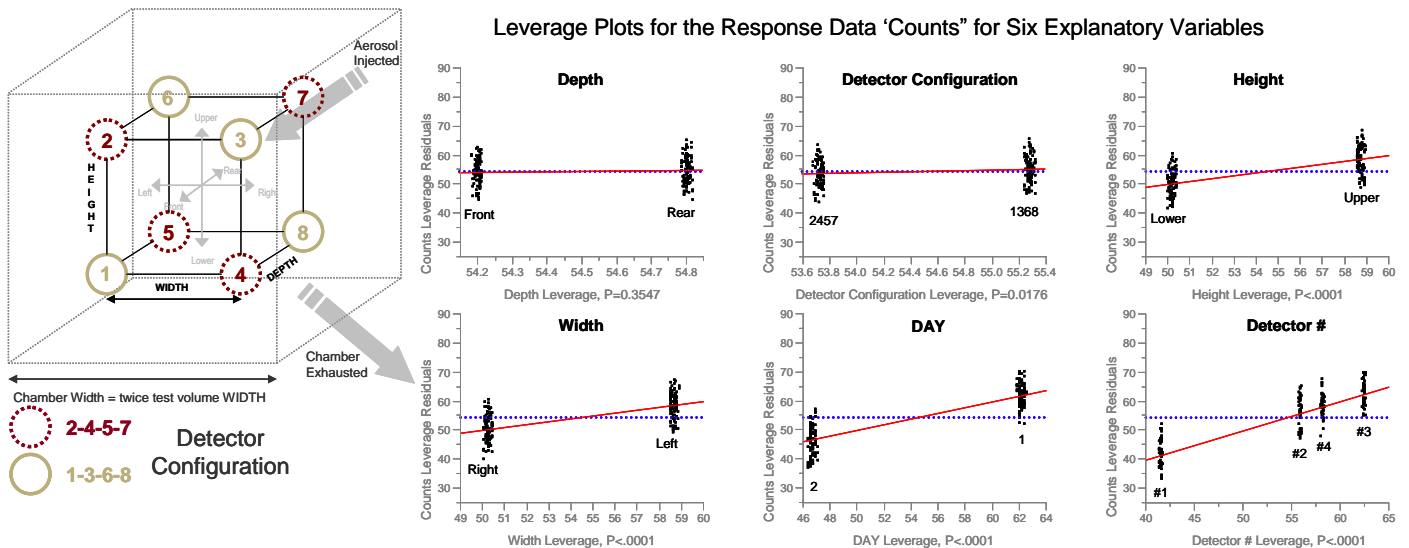 Leverage Plots for the Response Data ‘Counts” for Six Explanatory Variables
Aerosol
Injected
6
7
2
3
Upper
Rear
Left
Right
Front
HEIGHT
5
8
Lower
1
4
WIDTH
DEPTH
Chamber
Exhausted
Chamber Width = twice test volume WIDTH
2-4-5-7
1-3-6-8
Detector
Configuration
Depth
Counts Leverage Residuals
90
80
70
60
50
40
30
Front
Rear
54.2 54.3 54.4 54.5 54.6 54.7 54.8
Depth Leverage, P=0.3547
Detector Configuration
Counts Leverage Residuals
90
80
70
60
50
40
30
2457
1368
53.6 53.8 54.0 54.2 54.4 54.6 54.8 55.0 55.2 55.4
Detector Configuration Leverage, P=0.0176
Height
Counts Leverage Residuals
90
80
70
60
50
40
30
Lower
Upper
49 50 51 52 53 54 55 56 57 58 59 60
Height Leverage, P<.0001
Width
Counts Leverage Residuals
90
80
70
60
50
40
30
Right
Left
49 50 51 52 53 54 55 56 57 58 59 60
Width Leverage, P<.0001
DAY
Counts Leverage Residuals
90
80
70
60
50
40
30
2
1
46 48 50 52 54 56 58 60 62 64
DAY Leverage, P<.0001
Detector #
Counts Leverage Residuals
90
80
70
60
50
40
30
#1
#2
#4
#3
40 45 50 55 60 65
Detector # Leverage, P<.0001